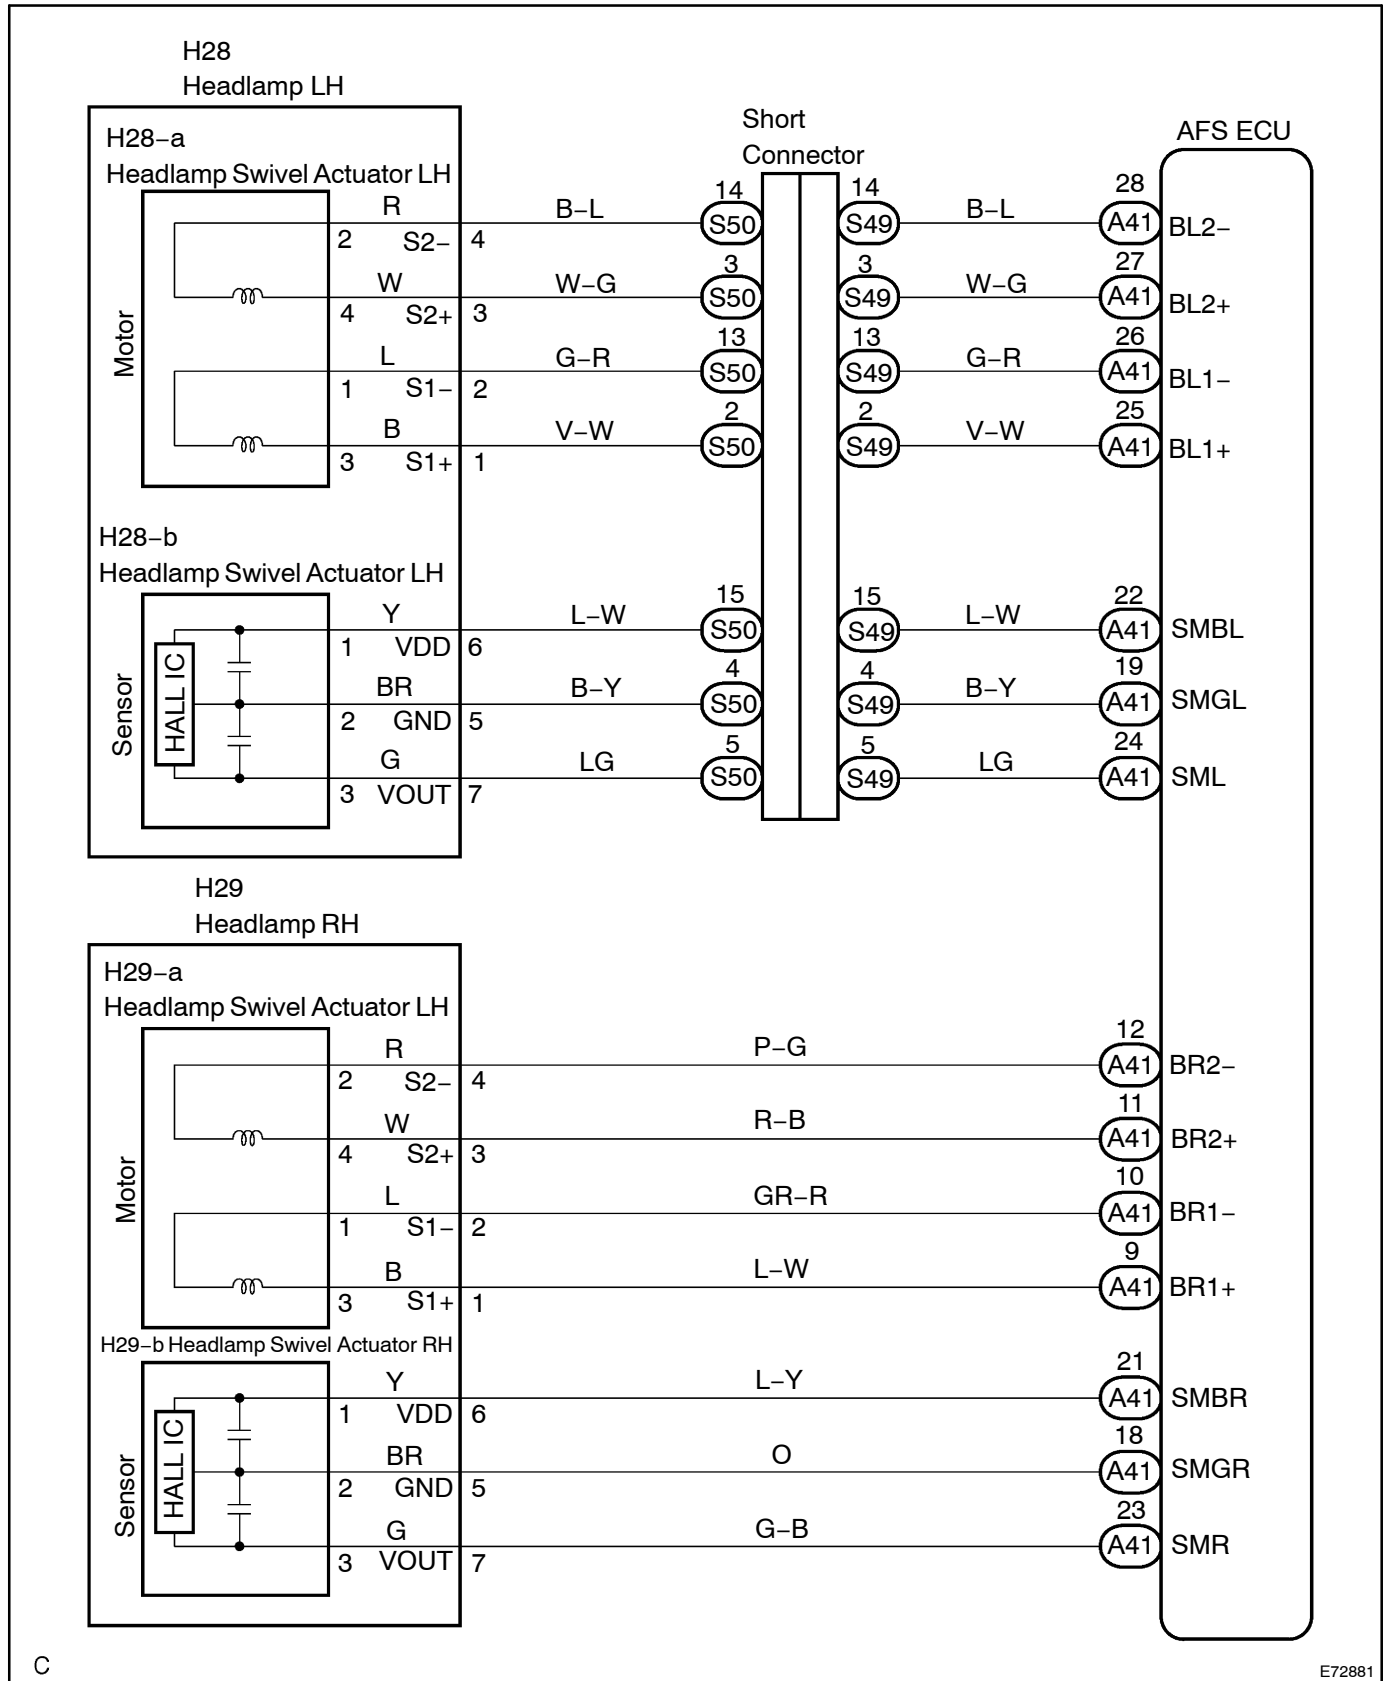 H28
Headlamp LH
H28−a
Headlamp Swivel Actuator LH
Short
Connector
AFS ECU
Motor
R
2 S2− 4
B−L
14
S50
14
S49
B−L
28
A41
BL2−
W
4 S2+ 3
W−G
3
S50
3
S49
W−G
27
A41
BL2+
L
1 S1− 2
G−R
13
S50
13
S49
G−R
26
A41
BL1−
B
3 S1+ 1
V−W
2
S50
2
S49
V−W
25
A41
BL1+
H28−b
Headlamp Swivel Actuator LH
Sensor
HALL IC
Y
1 VDD 6
L−W
15
S50
15
S49
L−W
22
A41
SMBL
BR
2 GND 5
B−Y
4
S50
4
S49
B−Y
19
A41
SMGL
G
3 VOUT 7
LG
5
S50
5
S49
LG
24
A41
SML
H29
Headlamp RH
H29−a
Headlamp Swivel Actuator LH
Motor
R
2 S2− 4
P−G
12
A41
BR2−
W
4 S2+ 3
R−B
11
A41
BR2+
L
1 S1− 2
GR−R
10
A41
BR1−
B
3 S1+ 1
L−W
9
A41
BR1+
H29−b Headlamp Swivel Actuator RH
Sensor
HALL IC
Y
1 VDD 6
L−Y
21
A41
SMBR
BR
2 GND 5
O
18
A41
SMGR
G
3 VOUT 7
G−B
23
A41
SMR
C
E72881